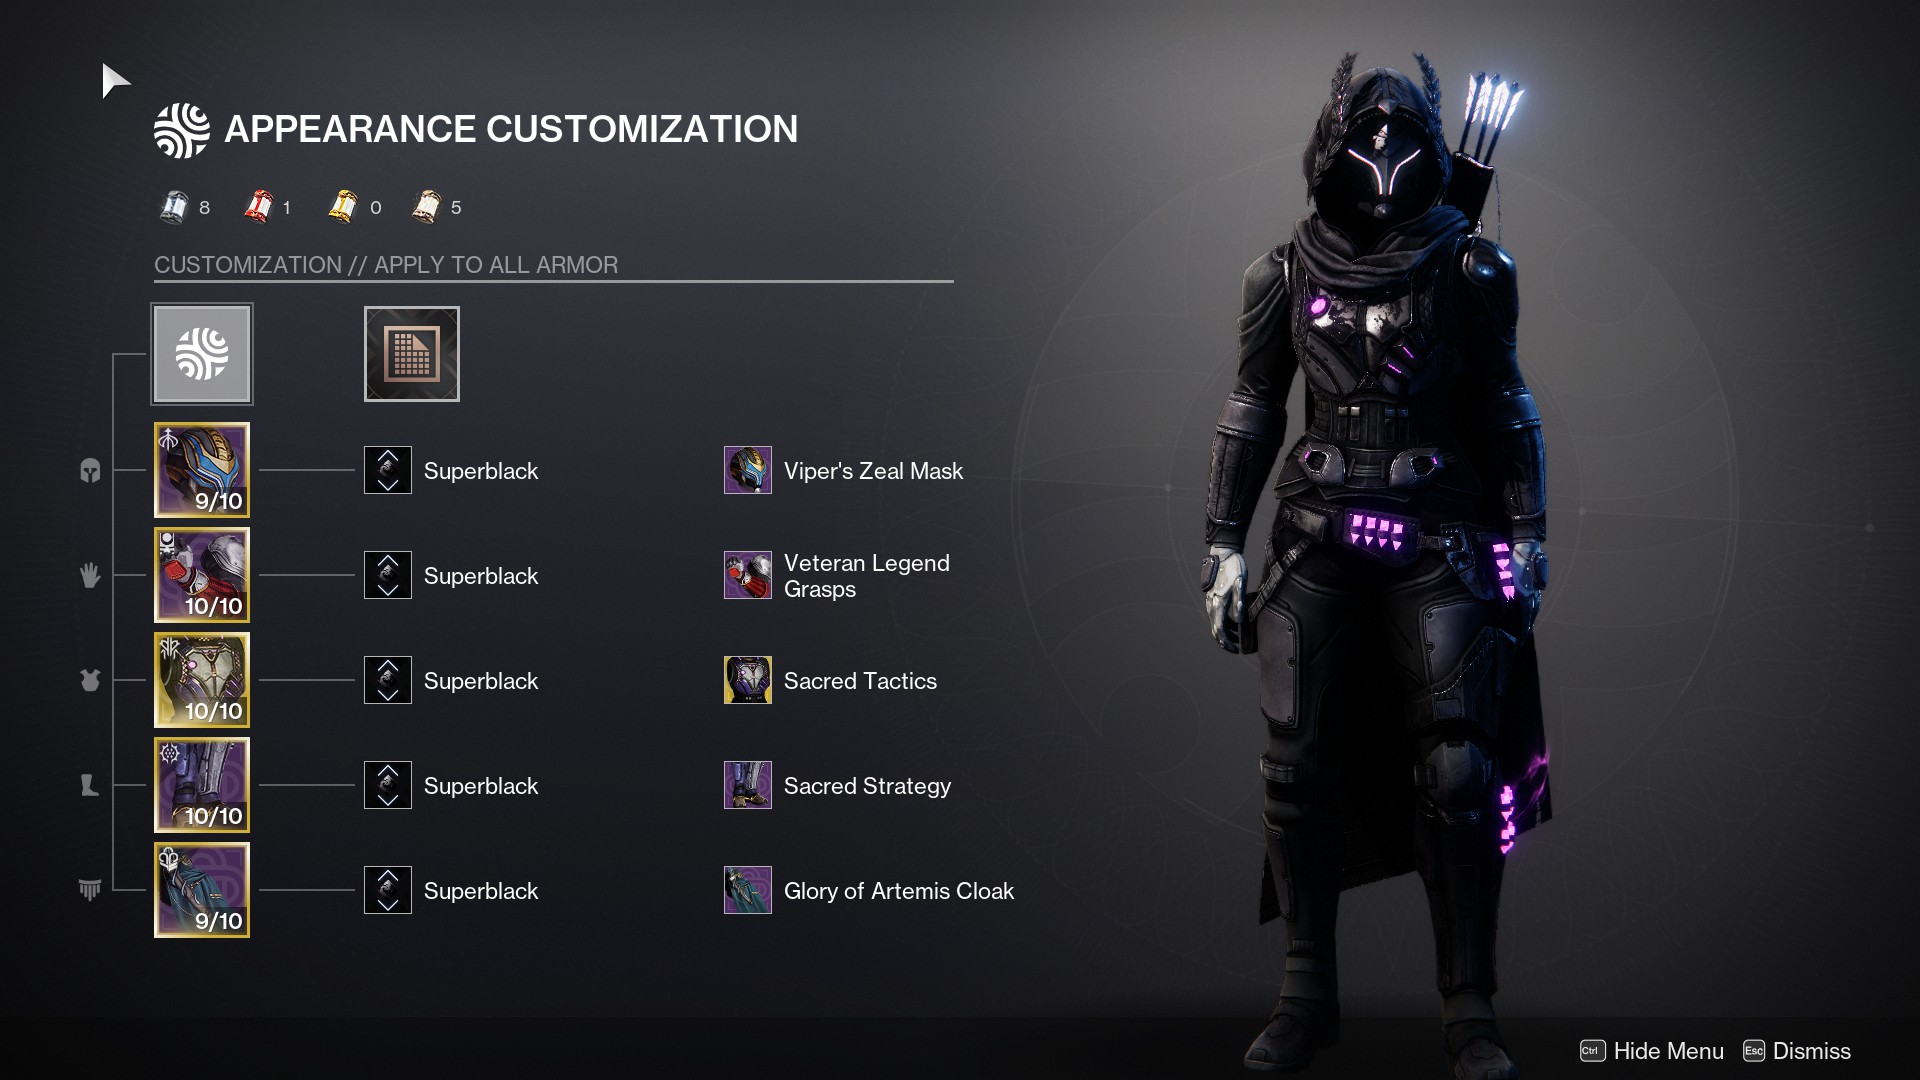 APPEARANCE CUSTOMIZATION
8 1 0 5
CUSTOMIZATION // APPLY TO ALL ARMOR
9/10 Superblack Viper's Zeal Mask
10/10 Superblack Veteran Legend
Grasps
10/10 Superblack Sacred Tactics
10/10 Superblack Sacred Strategy
9/10 Superblack Glory of Artemis Cloak
Ctrl Hide Menu Esc Dismiss